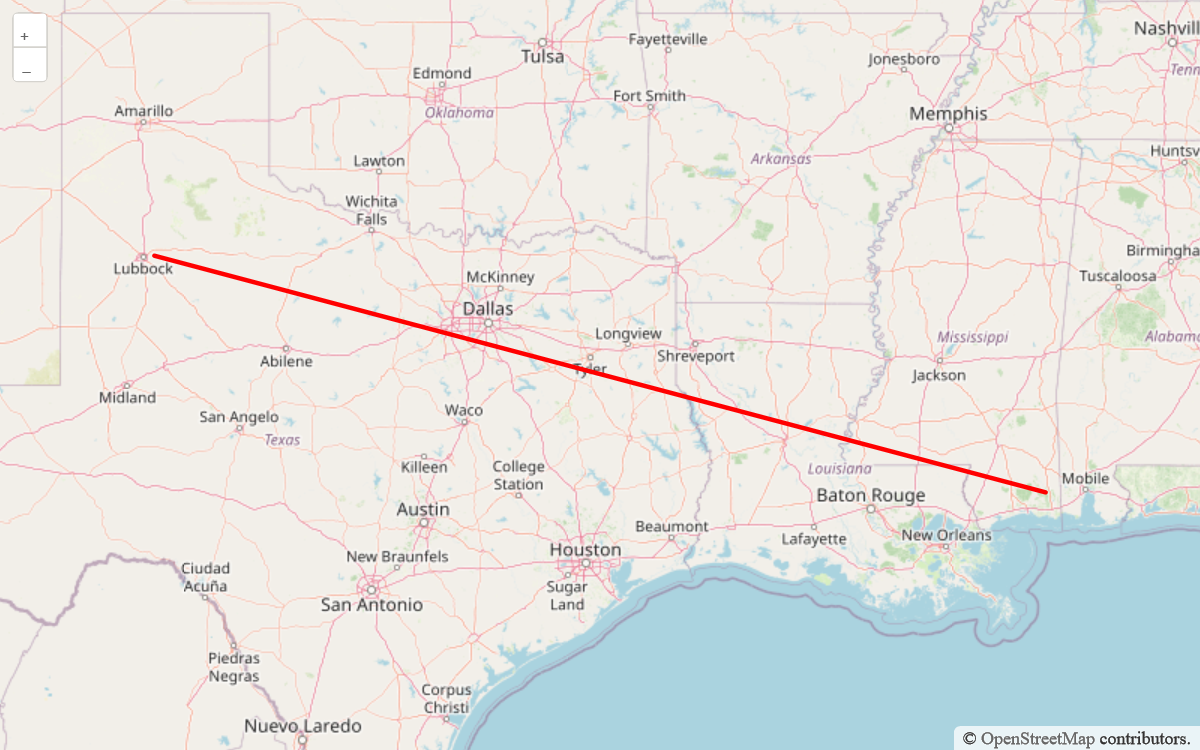 +
–
Nashvill
Fayetteville
Tulsa
Jonesboro
Tenn
Edmond
Fort Smith
Amarillo
Oklahoma
Memphis
Huntsv
Lawton
Arkansas
Wichita
Falls
Birmingha
Lubbock
McKinney
Tuscaloosa
Dallas
Longview
Mississippi
Alabama
Shreveport
Abilene
Tyler
Jackson
Midland
Waco
San Angelo
Texas
Killeen
College
Station
Louisiana
Mobile
Baton Rouge
Austin
Beaumont
New Orleans
Lafayette
Houston
New Braunfels
Ciudad
Acuña
Sugar
Land
San Antonio
Piedras
Negras
Corpus
Christi
Nuevo Laredo
© OpenStreetMap contributors.